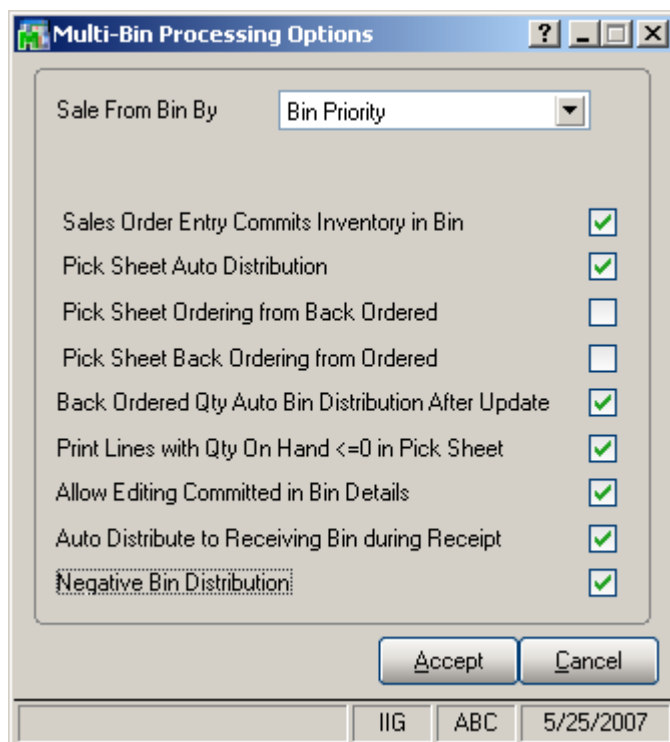 Multi-Bin Processing Options
Sale From Bin By Bin Priority
Sales Order Entry Commits Inventory in Bin
Pick Sheet Auto Distribution
Pick Sheet Ordering from Back Ordered
Pick Sheet Back Ordering from Ordered
Back Ordered Qty Auto Bin Distribution After Update
Print Lines with Qty On Hand <=0 in Pick Sheet
Allow Editing Committed in Bin Details
Auto Distribute to Receiving Bin during Receipt
Negative Bin Distribution
Accept Cancel
IIG ABC 5/25/2007